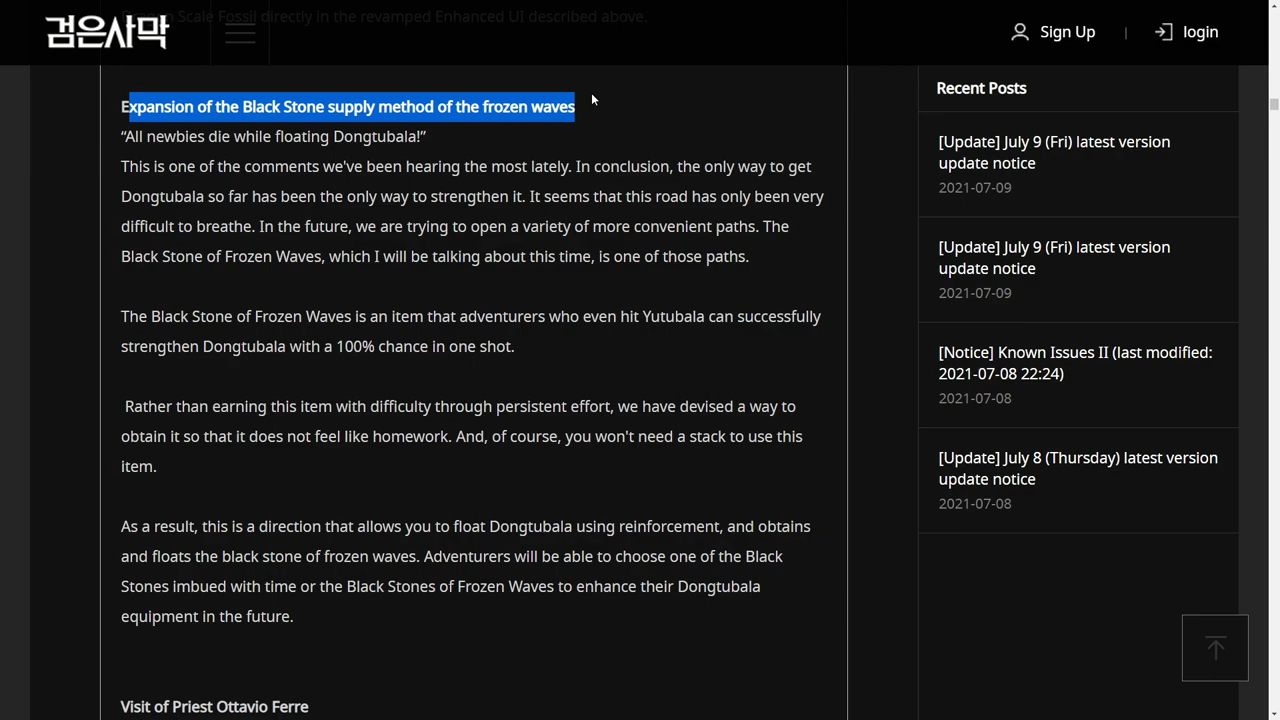 Dragon Scale Fossil directly in the revamped Enhanced UI described above.
검은사막
Sign Up
|
login
Expansion of the Black Stone supply method of the frozen waves
“All newbies die while floating Dongtubala!”
This is one of the comments we've been hearing the most lately. In conclusion, the only way to get
Dongtubala so far has been the only way to strengthen it. It seems that this road has only been very
difficult to breathe. In the future, we are trying to open a variety of more convenient paths. The
Black Stone of Frozen Waves, which I will be talking about this time, is one of those paths.
The Black Stone of Frozen Waves is an item that adventurers who even hit Yutubala can successfully
strengthen Dongtubala with a 100% chance in one shot.
Rather than earning this item with difficulty through persistent effort, we have devised a way to
obtain it so that it does not feel like homework. And, of course, you won't need a stack to use this
item.
As a result, this is a direction that allows you to float Dongtubala using reinforcement, and obtains
and floats the black stone of frozen waves. Adventurers will be able to choose one of the Black
Stones imbued with time or the Black Stones of Frozen Waves to enhance their Dongtubala
equipment in the future.
Visit of Priest Ottavio Ferre
Recent Posts
[Update] July 9 (Fri) latest version
update notice
2021-07-09
[Update] July 9 (Fri) latest version
update notice
2021-07-09
[Notice] Known Issues II (last modified:
2021-07-08 22:24)
2021-07-08
[Update] July 8 (Thursday) latest version
update notice
2021-07-08